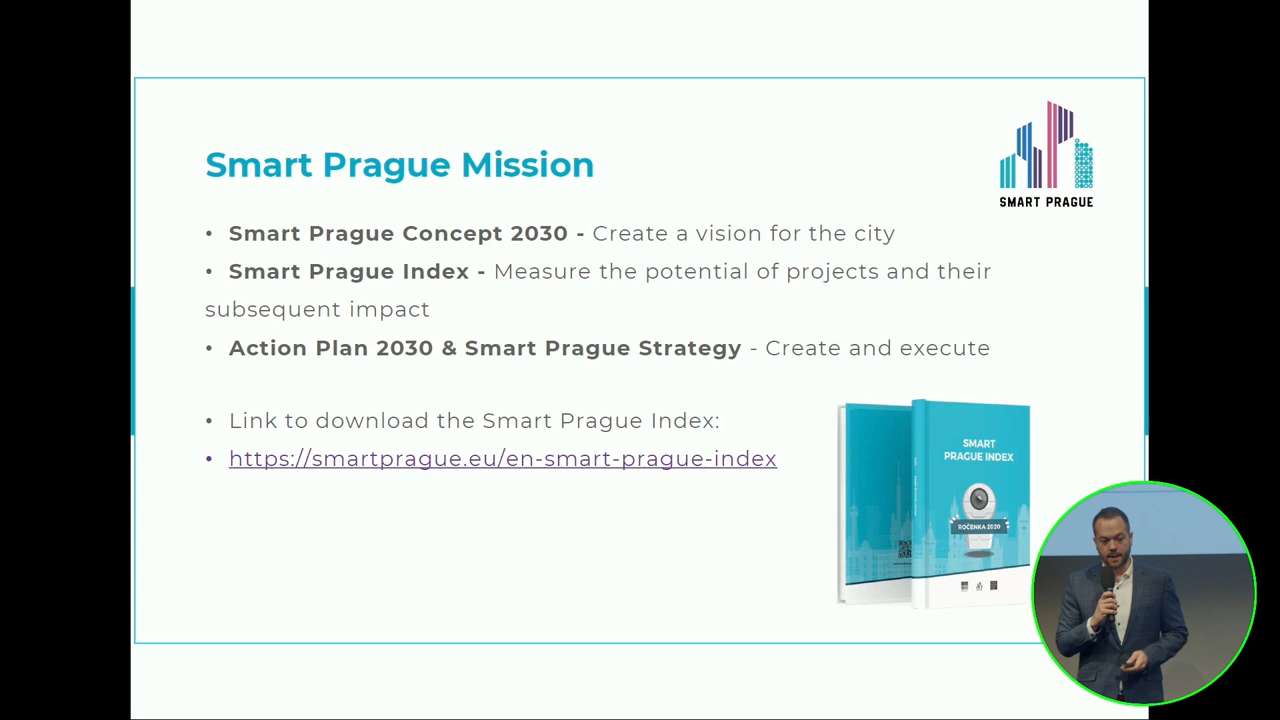 Smart Prague Mission
SMART PRAGUE
• Smart Prague Concept 2030 - Create a vision for the city
• Smart Prague Index - Measure the potential of projects and their
subsequent impact
• Action Plan 2030 & Smart Prague Strategy - Create and execute
• Link to download the Smart Prague Index:
• https://smartprague.eu/en-smart-prague-index
SMART
PRAGUE INDEX
ROČENKA 2020